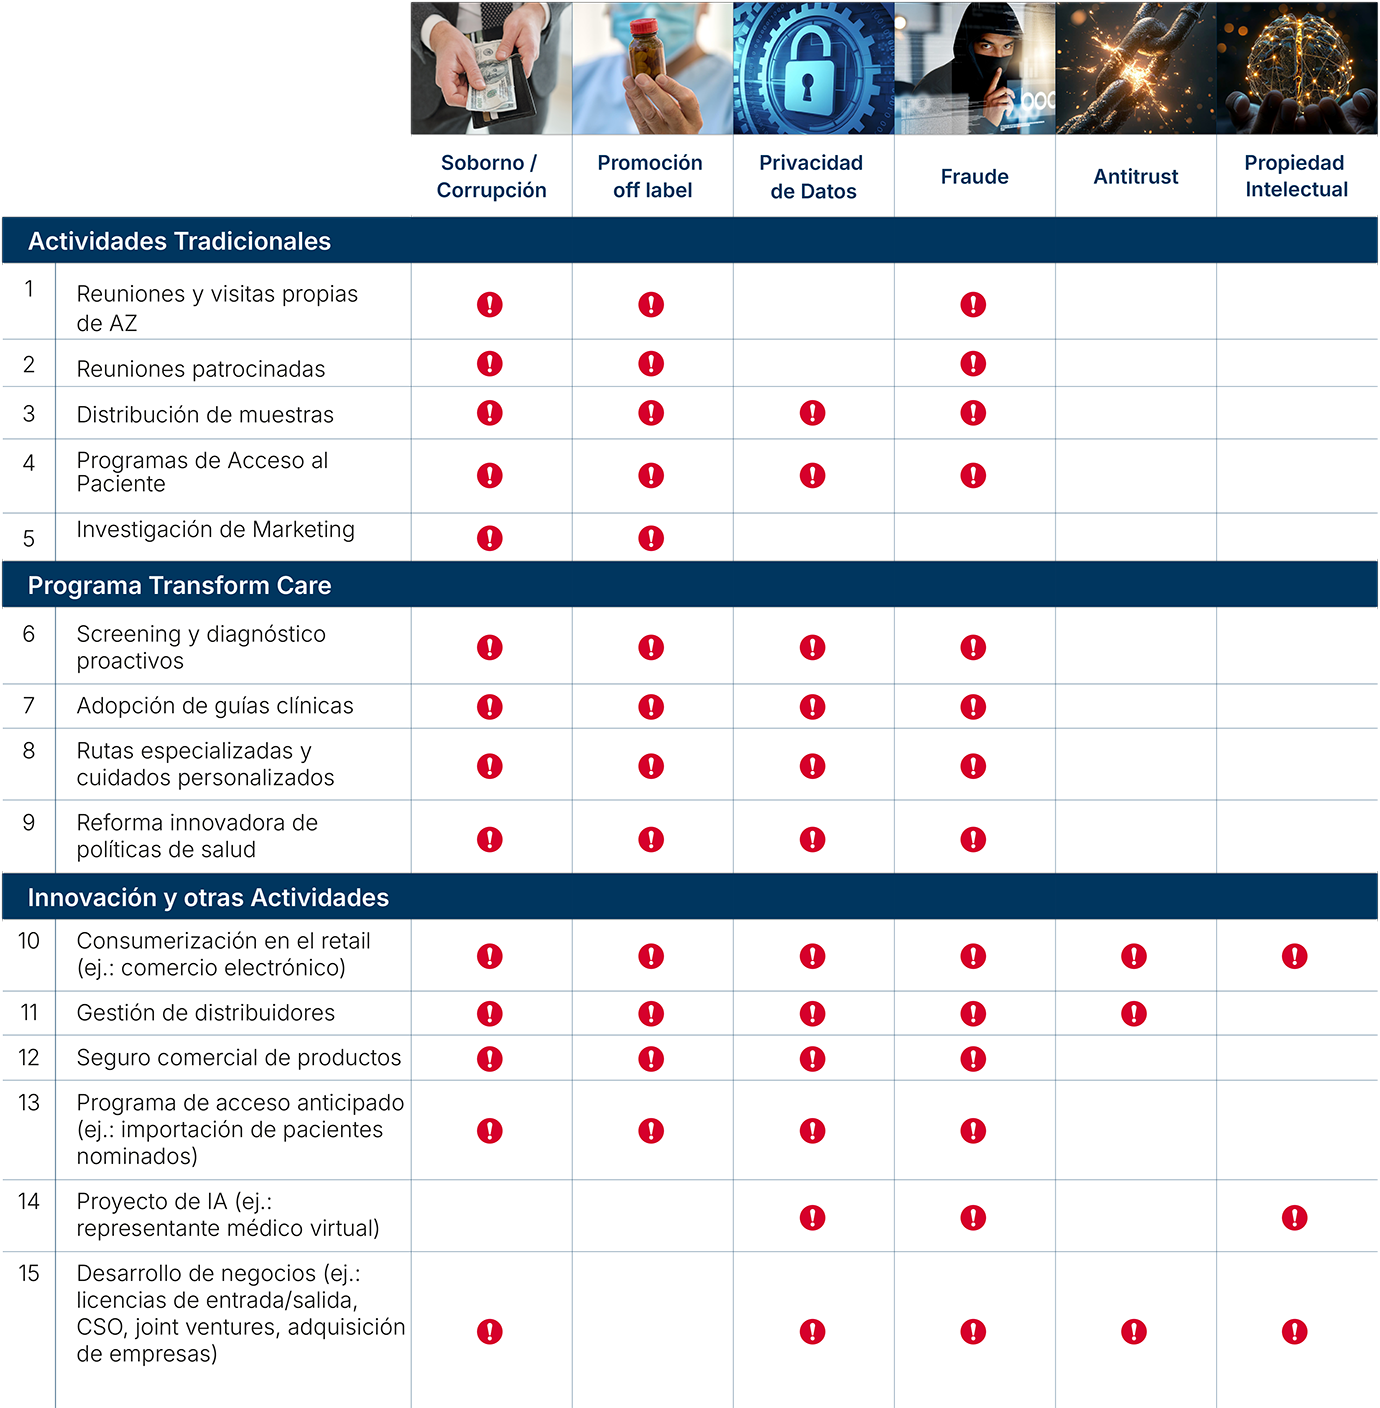 Soborno /
Corrupción
Promoción
off label
Privacidad
de Datos
Fraude
Antitrust
Propiedad
Intelectual
Actividades Tradicionales
1
Reuniones y visitas propias
de AZ
2
Reuniones patrocinadas
3
Distribución de muestras
4
Programas de Acceso al
Paciente
5
Investigación de Marketing
Programa Transform Care
6
Screening y diagnóstico
proactivos
7
Adopción de guías clínicas
8
Rutas especializadas y
cuidados personalizados
9
Reforma innovadora de
políticas de salud
Innovación y otras Actividades
10
Consumerización en el retail
(ej.: comercio electrónico)
11
Gestión de distribuidores
12
Seguro comercial de productos
13
Programa de acceso anticipado
(ej.: importación de pacientes
nominados)
14
Proyecto de IA (ej.:
representante médico virtual)
15
Desarrollo de negocios (ej.:
licencias de entrada/salida,
CSO, joint ventures, adquisición
de empresas)